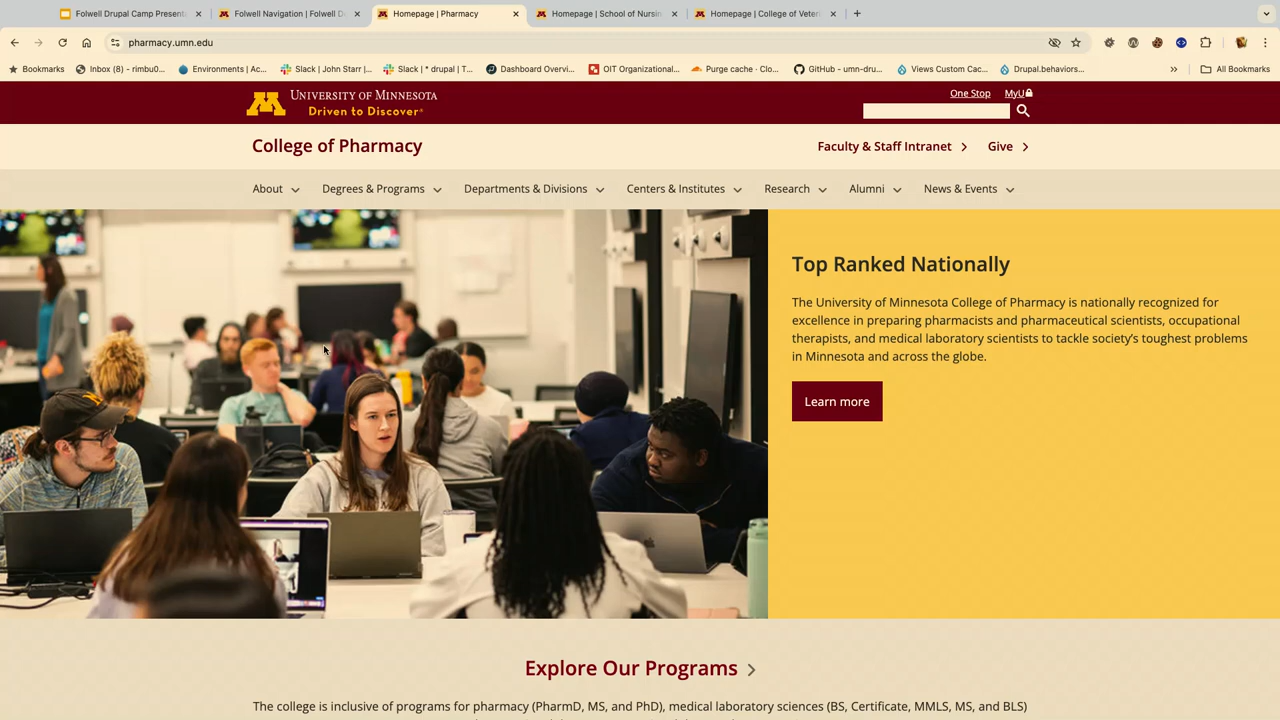 Folwell Drupal Camp Present
Folwell Navigation | Folwell D
Homepage | Pharmacy
Homepage | School of Nursin
Homepage | College of Veter
pharmacy.umn.edu
Bookmarks
Inbox (8) - rimbu0...
Environments | Ac...
Slack | John Starr |...
Slack | * drupal | T...
Dashboard Overvi...
OIT Organizational...
Purge cache · Clo...
GitHub - umn-dru...
Views Custom Cac...
Drupal.behaviors...
»
All Bookmarks
M UNIVERSITY OF MINNESOTA
Driven to Discover®
One Stop
MyU
College of Pharmacy
Faculty & Staff Intranet
Give
About
Degrees & Programs
Departments & Divisions
Centers & Institutes
Research
Alumni
News & Events
Top Ranked Nationally
The University of Minnesota College of Pharmacy is nationally recognized for
excellence in preparing pharmacists and pharmaceutical scientists, occupational
therapists, and medical laboratory scientists to tackle society's toughest problems
in Minnesota and across the globe.
Learn more
Explore Our Programs
The college is inclusive of programs for pharmacy (PharmD, MS, and PhD), medical laboratory sciences (BS, Certificate, MMLS, MS, and BLS)